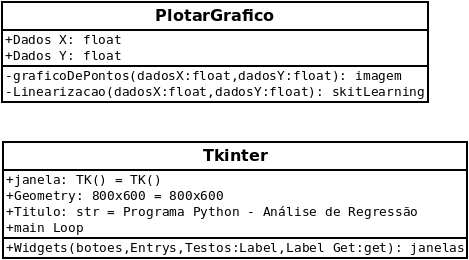 PlotarGrafico
+Dados X: float
+Dados Y: float
-graficoDePontos(dadosX:float,dadosY:float): imagem
-Linearizacao(dadosX:float,dadosY:float): skitLearning
Tkinter
+janela: TK() = TK()
+Geometry: 800x600 = 800x600
+Titulo: str = Programa Python - Análise de Regressão
+main Loop
+Widgets(botoes,Entrys,Testos:Label,Label Get:get): janelas